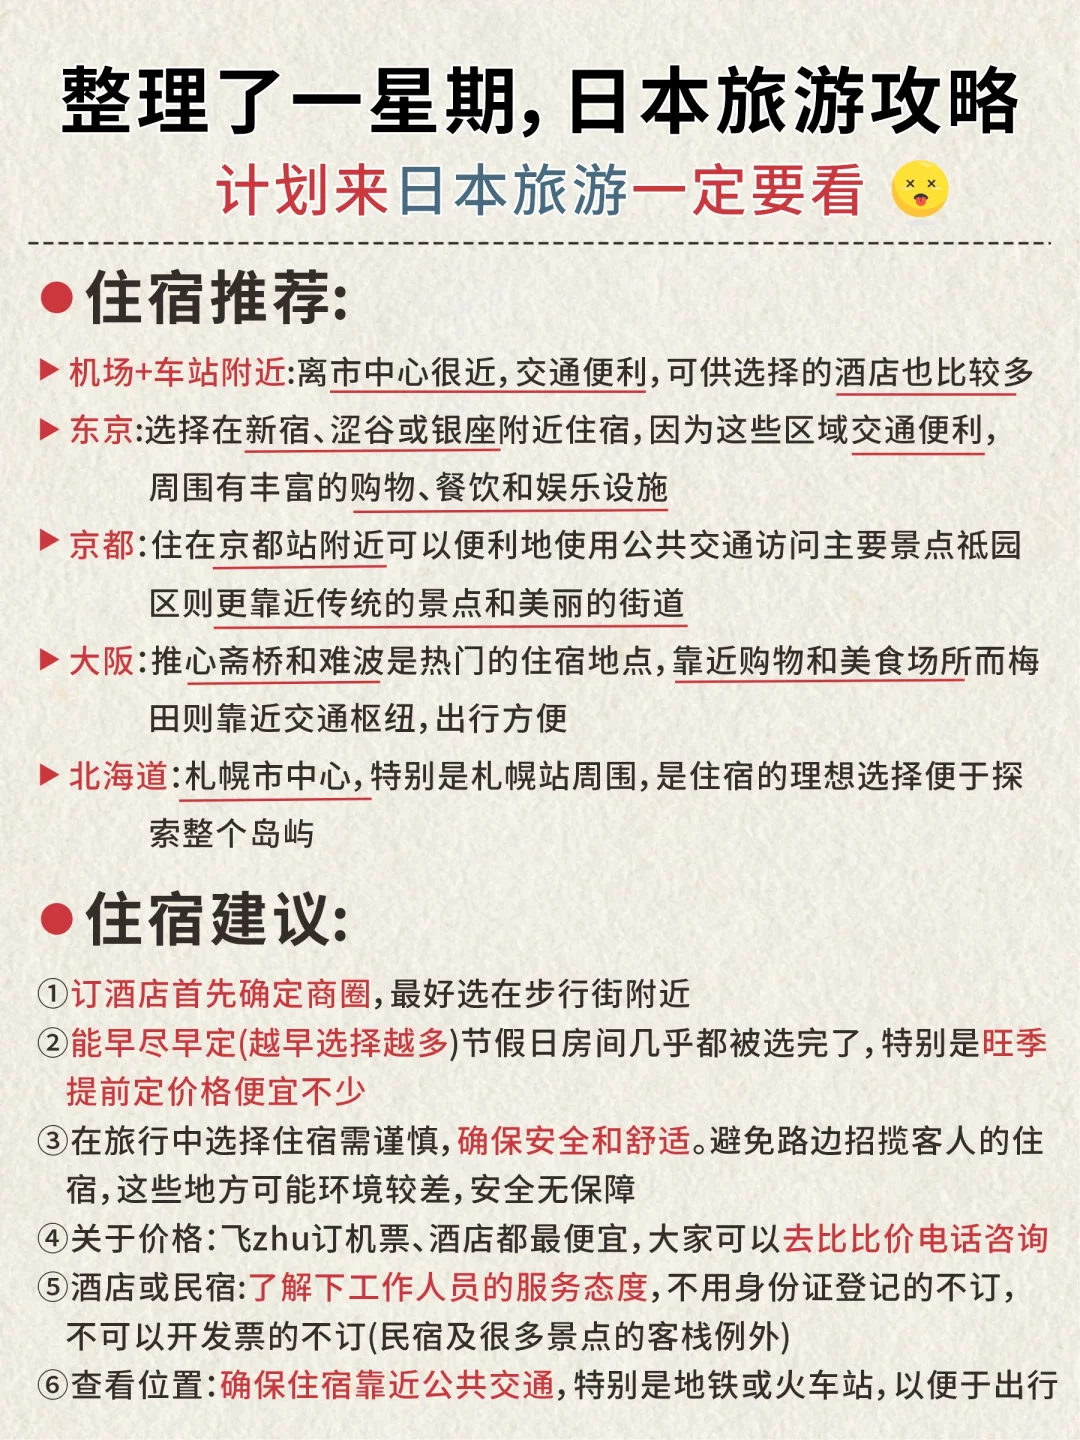 整理了一星期,日本旅游攻略
计划来日本旅游一定要看
住宿推荐:
机场+车站附近:离市中心很近,交通便利,可供选择的酒店也比较多
东京:选择在新宿、涩谷或银座附近住宿,因为这些区域交通便利,
周围有丰富的购物、餐饮和娱乐设施
京都:住在京都站附近可以便利地使用公共交通访问主要景点祗园
区则更靠近传统的景点和美丽的街道
大阪:推心斋桥和难波是热门的住宿地点,靠近购物和美食场所而梅
田则靠近交通枢纽,出行方便
北海道:札幌市中心,特别是札幌站周围,是住宿的理想选择便于探
索整个岛屿
住宿建议:
①订酒店首先确定商圈,最好选在步行街附近
②能早尽早定(越早选择越多)节假日房间几乎都被选完了,特别是旺季
提前定价格便宜不少
③在旅行中选择住宿需谨慎,确保安全和舒适。避免路边招揽客人的住
宿,这些地方可能环境较差,安全无保障
④关于价格:飞zhu订机票、酒店都最便宜,大家可以去比比价电话咨询
⑤酒店或民宿:了解下工作人员的服务态度,不用身份证登记的不订,
不可以开发票的不订(民宿及很多景点的客栈例外)
⑥查看位置:确保住宿靠近公共交通,特别是地铁或火车站,以便于出行